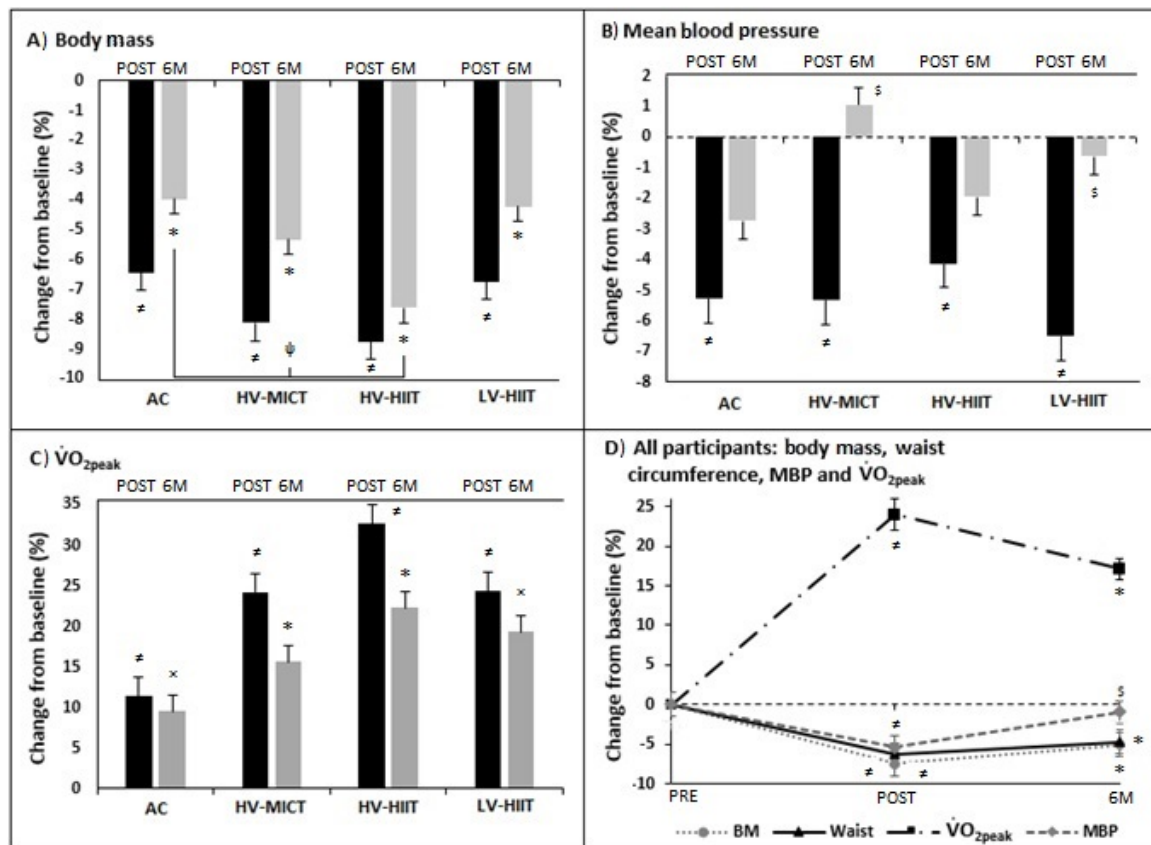 A) Body mass
POST 6M POST 6M POST 6M POST 6M
0
-1
-2
-3
-4
-5
-6
-7
-8
-9
-10
Change from baseline (%)
* * * *
≠ ≠ ψ ≠ ≠
AC HV-MICT HV-HIIT LV-HIIT
B) Mean blood pressure
POST 6M POST 6M POST 6M POST 6M
2
1
0
-1
-2
-3
-4
-5
-6
-7
-8
Change from baseline (%)
$ $
≠ ≠ ≠ ≠
AC HV-MICT HV-HIIT LV-HIIT
C) V̇O2peak
POST 6M POST 6M POST 6M POST 6M
35
30
25
20
15
10
5
0
Change from baseline (%)
≠ × ≠ * ≠ * ≠ ×
AC HV-MICT HV-HIIT LV-HIIT
D) All participants: body mass, waist
circumference, MBP and V̇O2peak
25
20
15
10
5
0
-5
-10
Change from baseline (%)
≠ *
≠ $
≠ ≠ * *
PRE POST 6M
BM Waist V̇O2peak MBP